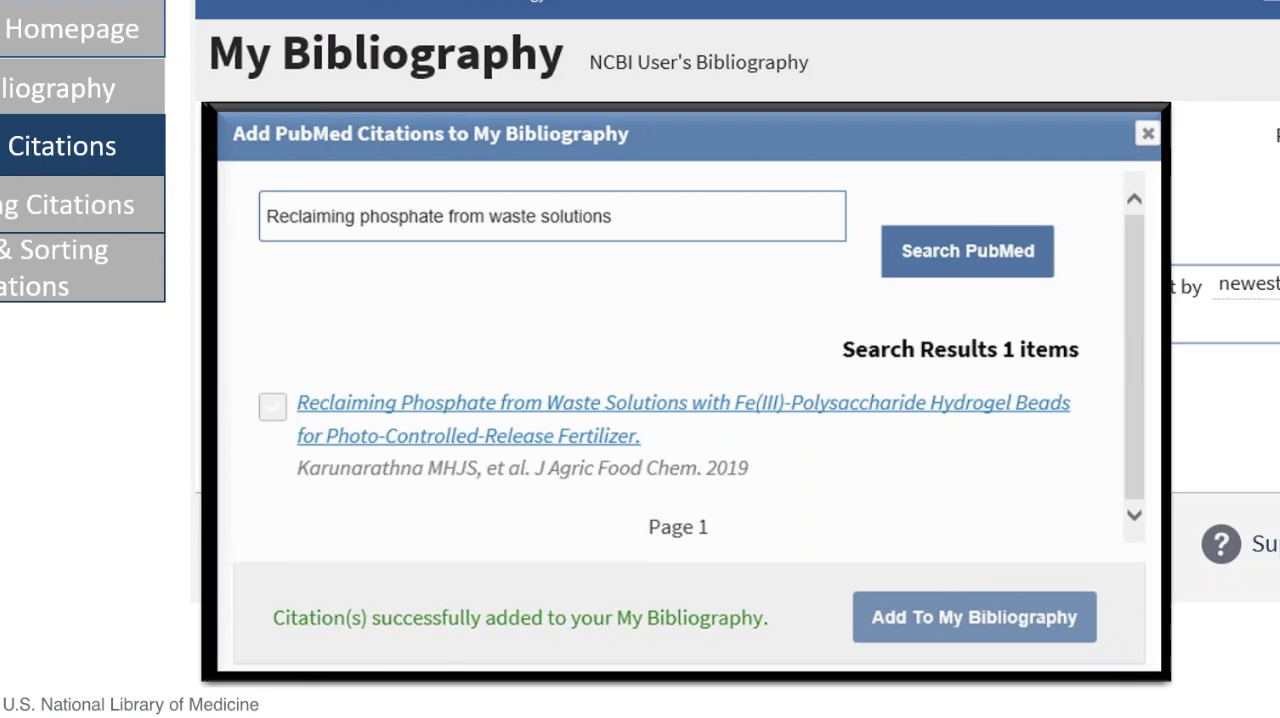 Homepage
My Bibliography NCBI User's Bibliography
liography
Citations
ng Citations
& Sorting
ations
Add PubMed Citations to My Bibliography
Reclaiming phosphate from waste solutions
Search PubMed
t by newest
Search Results 1 items
Reclaiming Phosphate from Waste Solutions with Fe(III)-Polysaccharide Hydrogel Beads
for Photo-Controlled-Release Fertilizer.
Karunarathna MHJS, et al. J Agric Food Chem. 2019
Page 1
? Su
Citation(s) successfully added to your My Bibliography.
Add To My Bibliography
U.S. National Library of Medicine